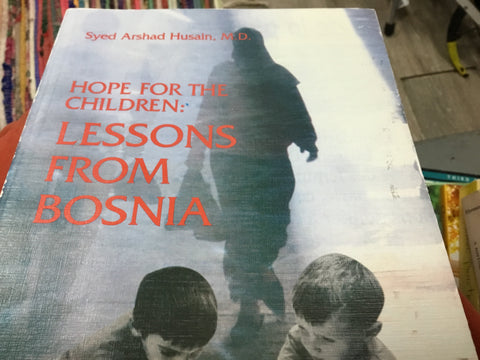 Syed Arshad Husain, M.D.
HOPE FOR THE
CHILDREN:
LESSONS
FROM
BOSNIA